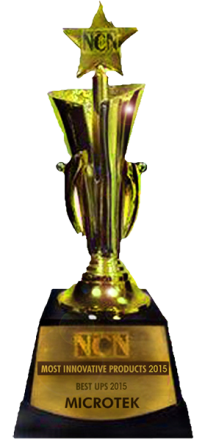 NCN
NCN
MOST INNOVATIVE PRODUCTS 2015
BEST UPS 2015
MICROTEK